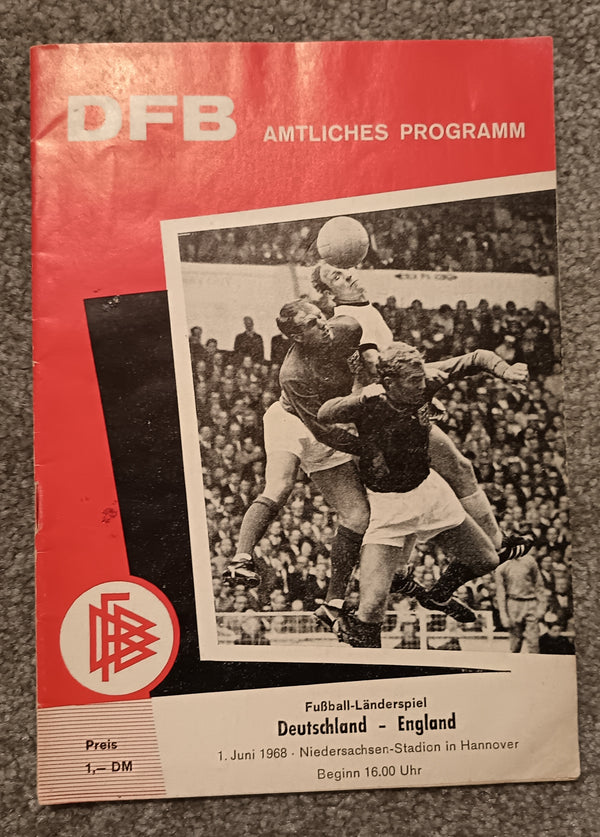 DFB
AMTLICHES PROGRAMM
DFB
Fußball-Länderspiel
Deutschland - England
1. Juni 1968 · Niedersachsen-Stadion in Hannover
Beginn 16.00 Uhr
Preis
1,– DM